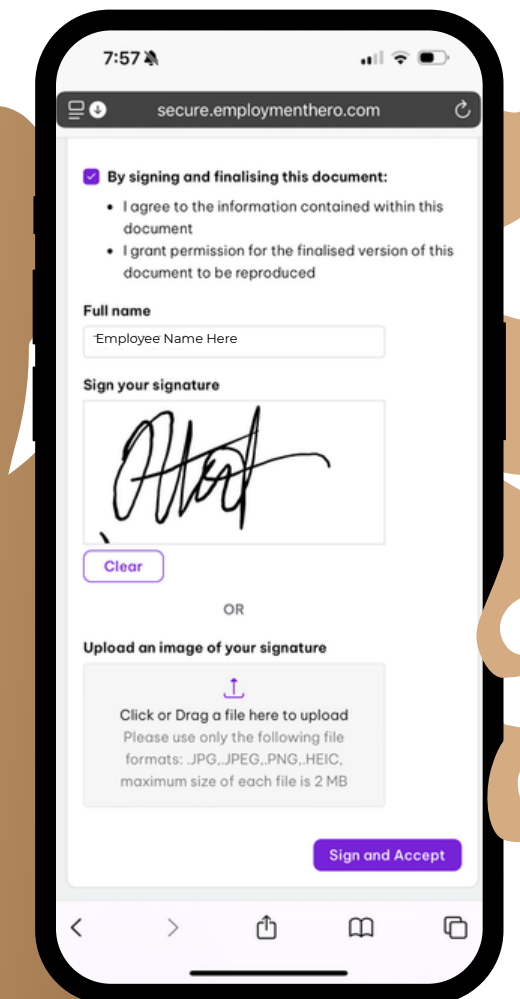 7:57
secure.employmenthero.com
By signing and finalising this document:
• I agree to the information contained within this
document
• I grant permission for the finalised version of this
document to be reproduced
Full name
Employee Name Here
Sign your signature
Clear
OR
Upload an image of your signature
Click or Drag a file here to upload
Please use only the following file
formats: .JPG,.JPEG,.PNG,.HEIC,
maximum size of each file is 2 MB
Sign and Accept